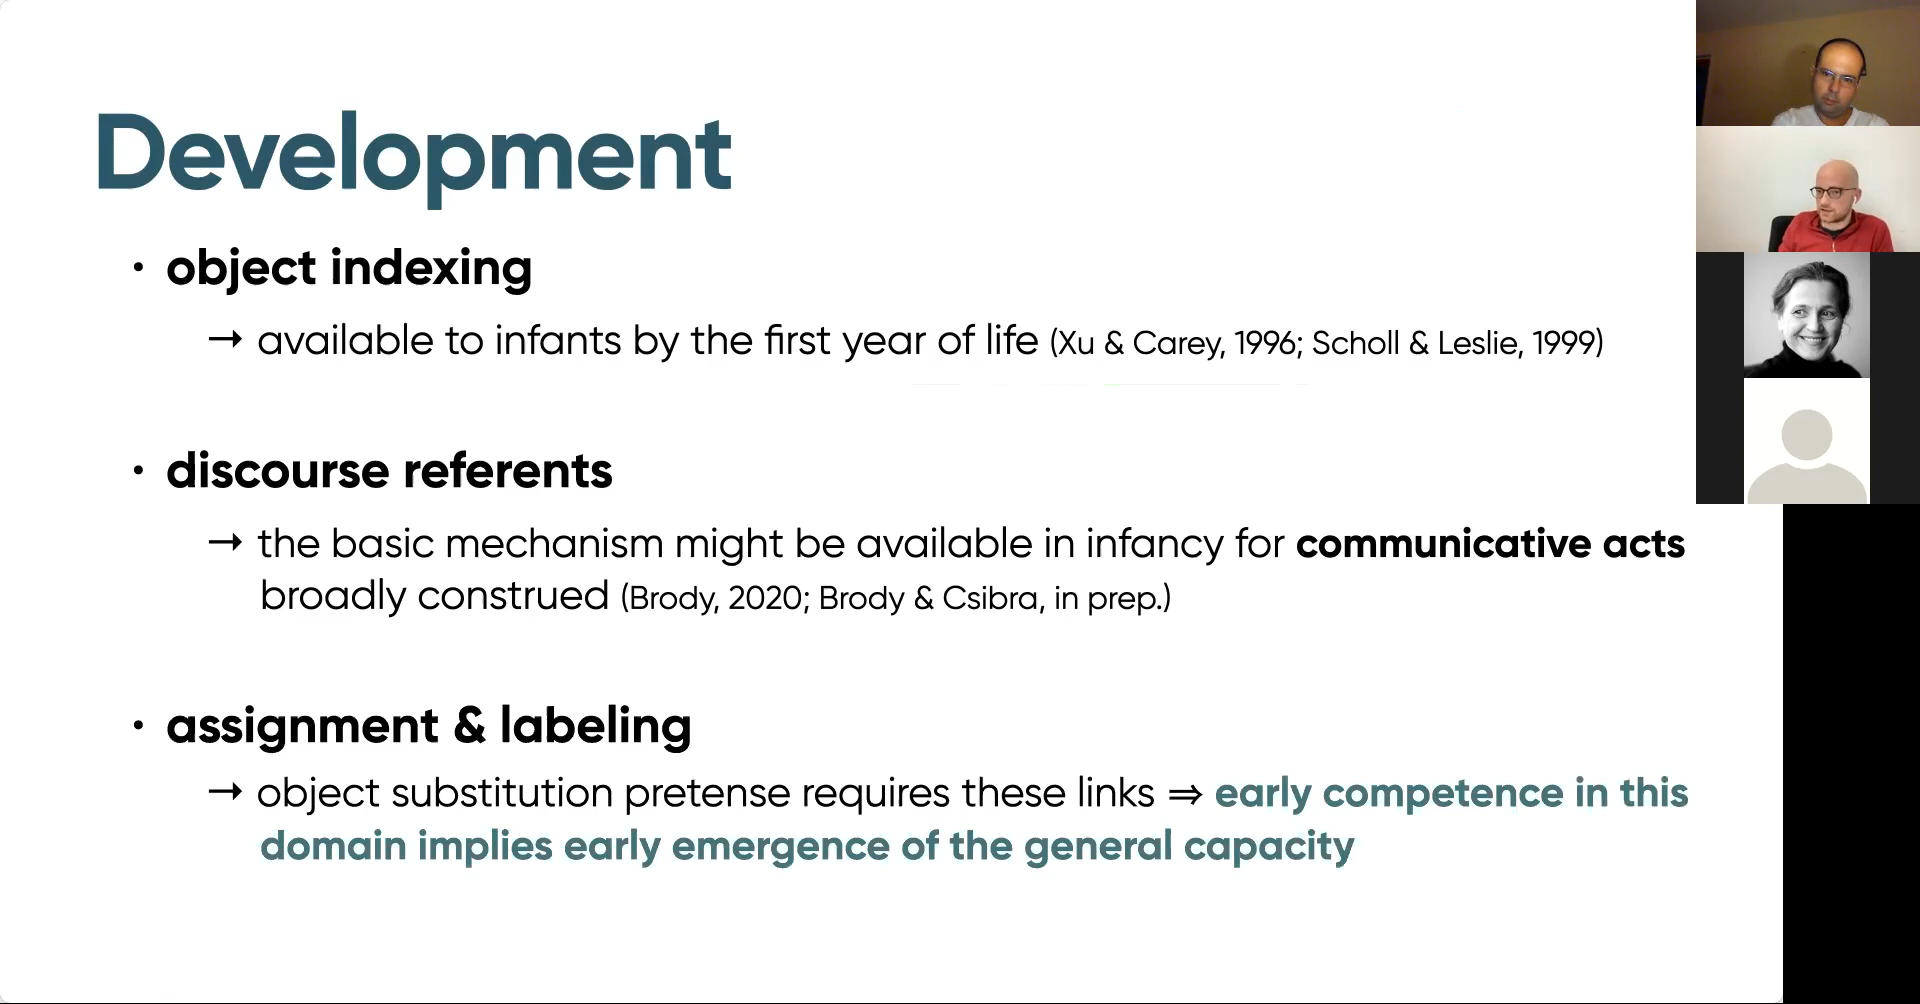 Development
• object indexing
→ available to infants by the first year of life (Xu & Carey, 1996; Scholl & Leslie, 1999)
• discourse referents
→ the basic mechanism might be available in infancy for communicative acts
broadly construed (Brody, 2020; Brody & Csibra, in prep.)
• assignment & labeling
→ object substitution pretense requires these links ⇒ early competence in this
domain implies early emergence of the general capacity